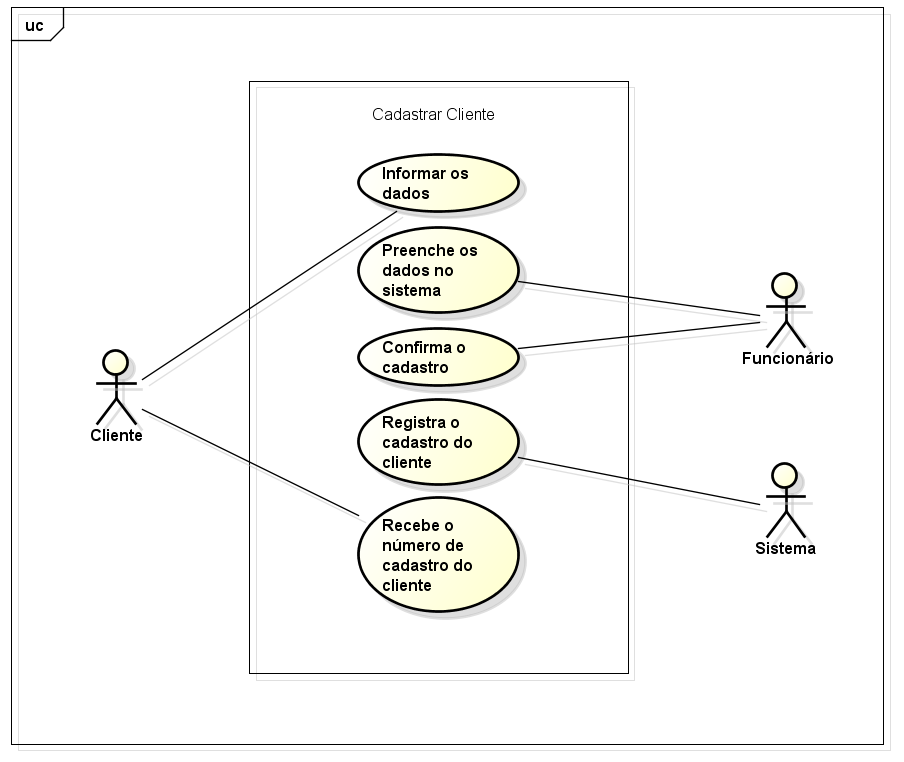 uc
Cadastrar Cliente
Informar os
dados
Preenche os
dados no
sistema
Confirma o
cadastro
Registra o
cadastro do
cliente
Recebe o
número de
cadastro do
cliente
Cliente
Funcionário
Sistema